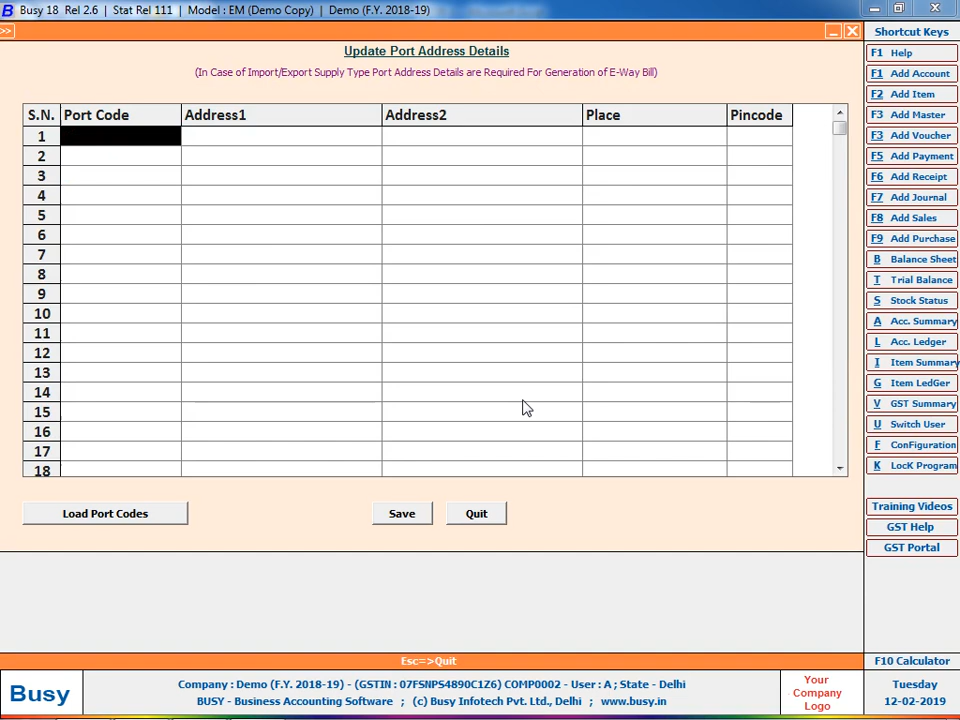 Busy 18 Rel 2.6 | Stat Rel 111 | Model : EM (Demo Copy) | Demo (F.Y. 2018-19)
>>
Update Port Address Details
(In Case of Import/Export Supply Type Port Address Details are Required For Generation of E-Way Bill)
S.N. Port Code Address1 Address2 Place Pincode
1
2
3
4
5
6
7
8
9
10
11
12
13
14
15
16
17
18
Load Port Codes Save Quit
Esc=>Quit
Shortcut Keys
F1 Help
F1 Add Account
F2 Add Item
F3 Add Master
F3 Add Voucher
F5 Add Payment
F6 Add Receipt
F7 Add Journal
F8 Add Sales
F9 Add Purchase
B Balance Sheet
T Trial Balance
S Stock Status
A Acc. Summary
L Acc. Ledger
I Item Summary
G Item LedGer
V GST Summary
U Switch User
F ConFiguration
K LocK Program
Training Videos
GST Help
GST Portal
F10 Calculator
Busy
Company : Demo (F.Y. 2018-19) - (GSTIN : 07FSNPS4890C1Z6) COMP0002 - User : A ; State - Delhi
BUSY - Business Accounting Software ; (c) Busy Infotech Pvt. Ltd., Delhi ; www.busy.in
Your
Company
Logo
Tuesday
12-02-2019